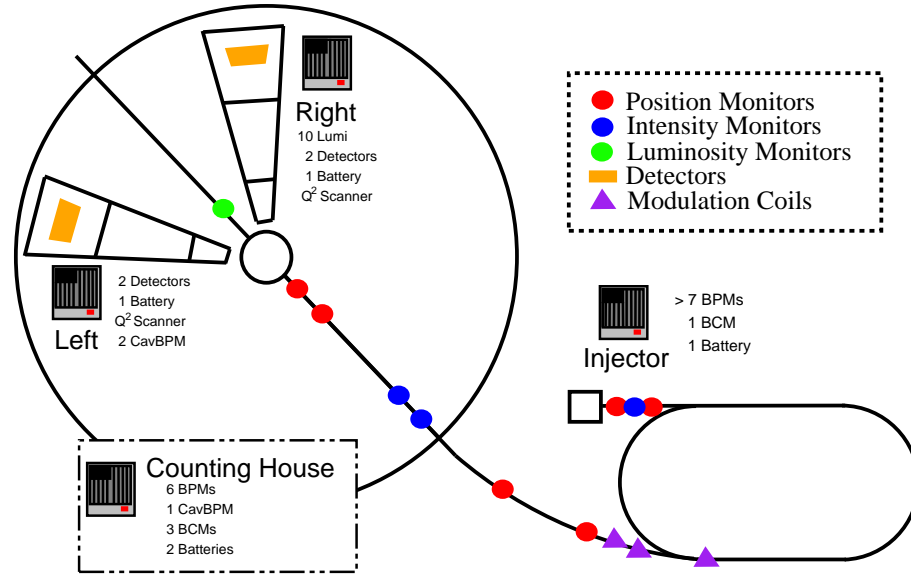 Right
10 Lumi
2 Detectors
1 Battery
Q² Scanner
Position Monitors
Intensity Monitors
Luminosity Monitors
Detectors
Modulation Coils
Left
2 Detectors
1 Battery
Q² Scanner
2 CavBPM
Injector
> 7 BPMs
1 BCM
1 Battery
Counting House
6 BPMs
1 CavBPM
3 BCMs
2 Batteries